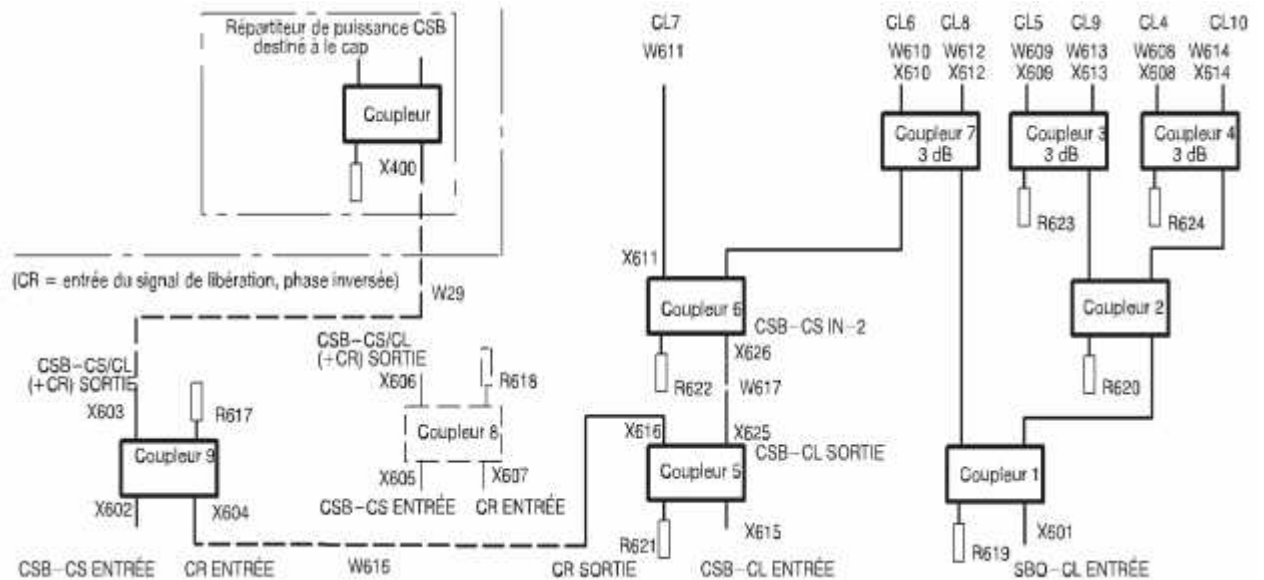 Répartiteur de puissance CSB
destiné à le cap
Coupleur
X400
(CR = entrée du signal de libération, phase inversée)
W29
CL7
W611
CL6
CL8
CL5
CL9
CL4
CL10
W610
W612
W609
W613
W608
W614
X610
X612
X609
X613
X608
X614
Coupleur 7
3 dB
Coupleur 3
3 dB
Coupleur 4
3 dB
R623
R624
X611
Coupleur 6
CSB-CS IN-2
Coupleur 2
X626
R622
W617
R620
CSB-CS/CL
(+CR) SORTIE
X603
R617
CSB-CS/CL
(+CR) SORTIE
X606
R618
Coupleur 9
Coupleur 8
X616
X625
CSB-CL SORTIE
Coupleur 5
Coupleur 1
X602
X604
X605
X607
CSB-CS ENTRÉE
CR ENTRÉE
R621
X615
R619
X601
CSB-CS ENTRÉE
CR ENTRÉE
W616
CR SORTIE
CSB-CL ENTRÉE
SBO-CL ENTRÉE